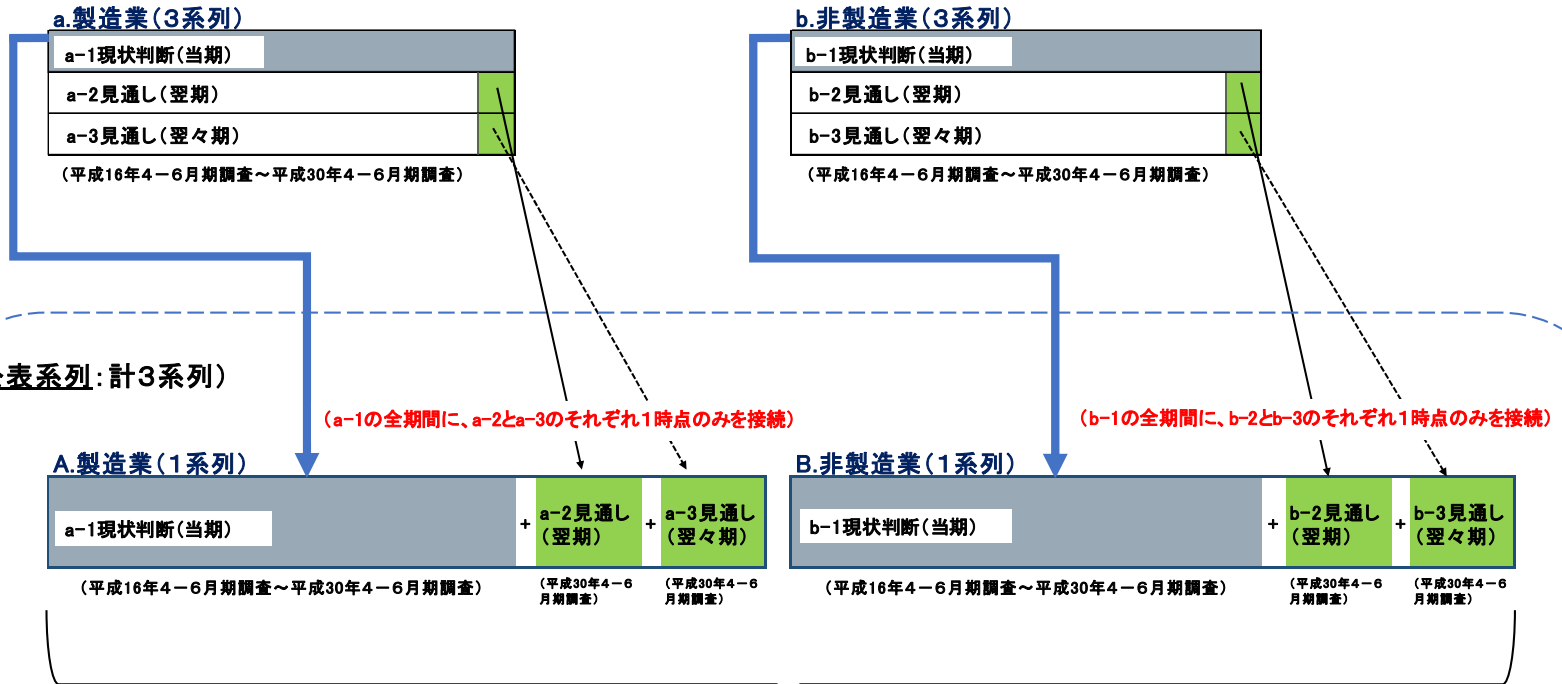 a.製造業(3系列)
a-1現状判断(当期)
a-2見通し(翌期)
a-3見通し(翌々期)
(平成16年4-6月期調査~平成30年4-6月期調査)
b.非製造業(3系列)
b-1現状判断(当期)
b-2見通し(翌期)
b-3見通し(翌々期)
(平成16年4-6月期調査~平成30年4-6月期調査)
表系列:計3系列)
(a-1の全期間に、a-2とa-3のそれぞれ1時点のみを接続)
(b-1の全期間に、b-2とb-3のそれぞれ1時点のみを接続)
A.製造業(1系列)
a-1現状判断(当期)
+
a-2見通し
(翌期)
+
a-3見通し
(翌々期)
(平成16年4-6月期調査~平成30年4-6月期調査)
(平成30年4-6
月期調査)
(平成30年4-6
月期調査)
B.非製造業(1系列)
b-1現状判断(当期)
+
b-2見通し
(翌期)
+
b-3見通し
(翌々期)
(平成16年4-6月期調査~平成30年4-6月期調査)
(平成30年4-6
月期調査)
(平成30年4-6
月期調査)